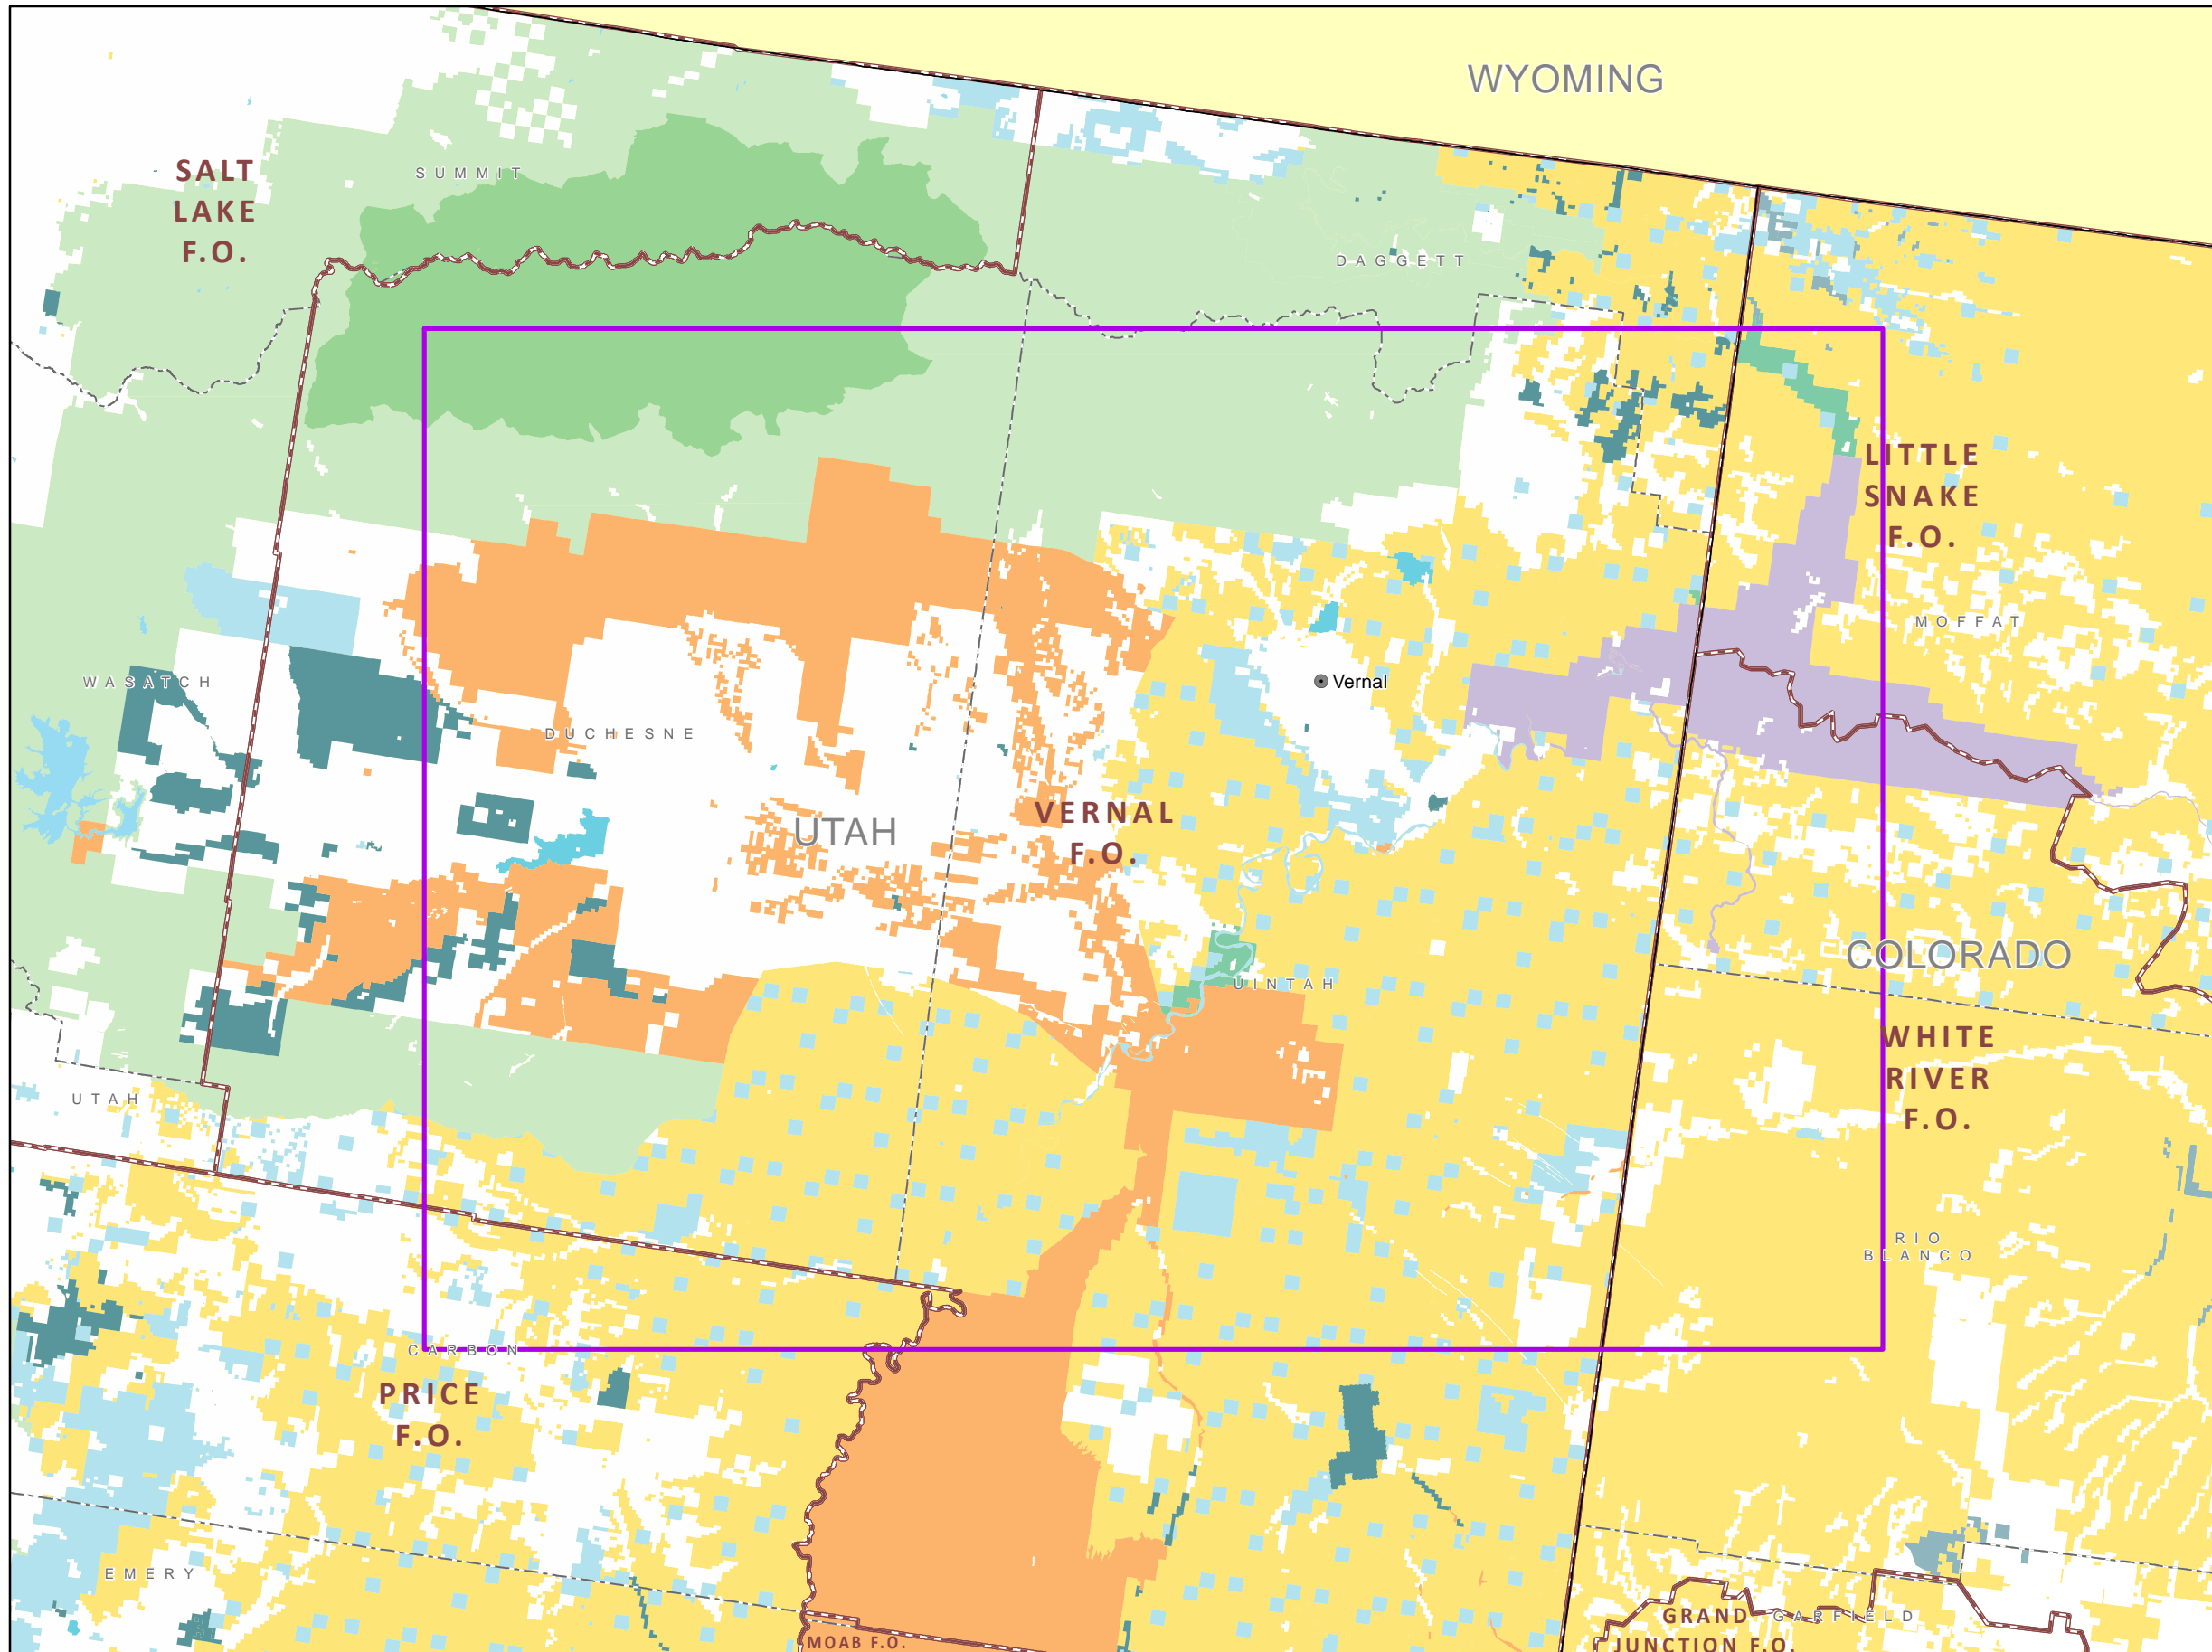 WYOMING
SALT
LAKE
F.O.
SUMMIT
DAGGETT
LITTLE
SNAKE
F.O.
MOFFAT
WASATCH
Vernal
DUCHESNE
VERNAL
F.O.
UTAH
COLORADO
UINTAH
WHITE
RIVER
F.O.
UTAH
RIO
BLANCO
CARBON
PRICE
F.O.
EMERY
GRAND
JUNCTION F.O.
GARFIELD
MOAB F.O.